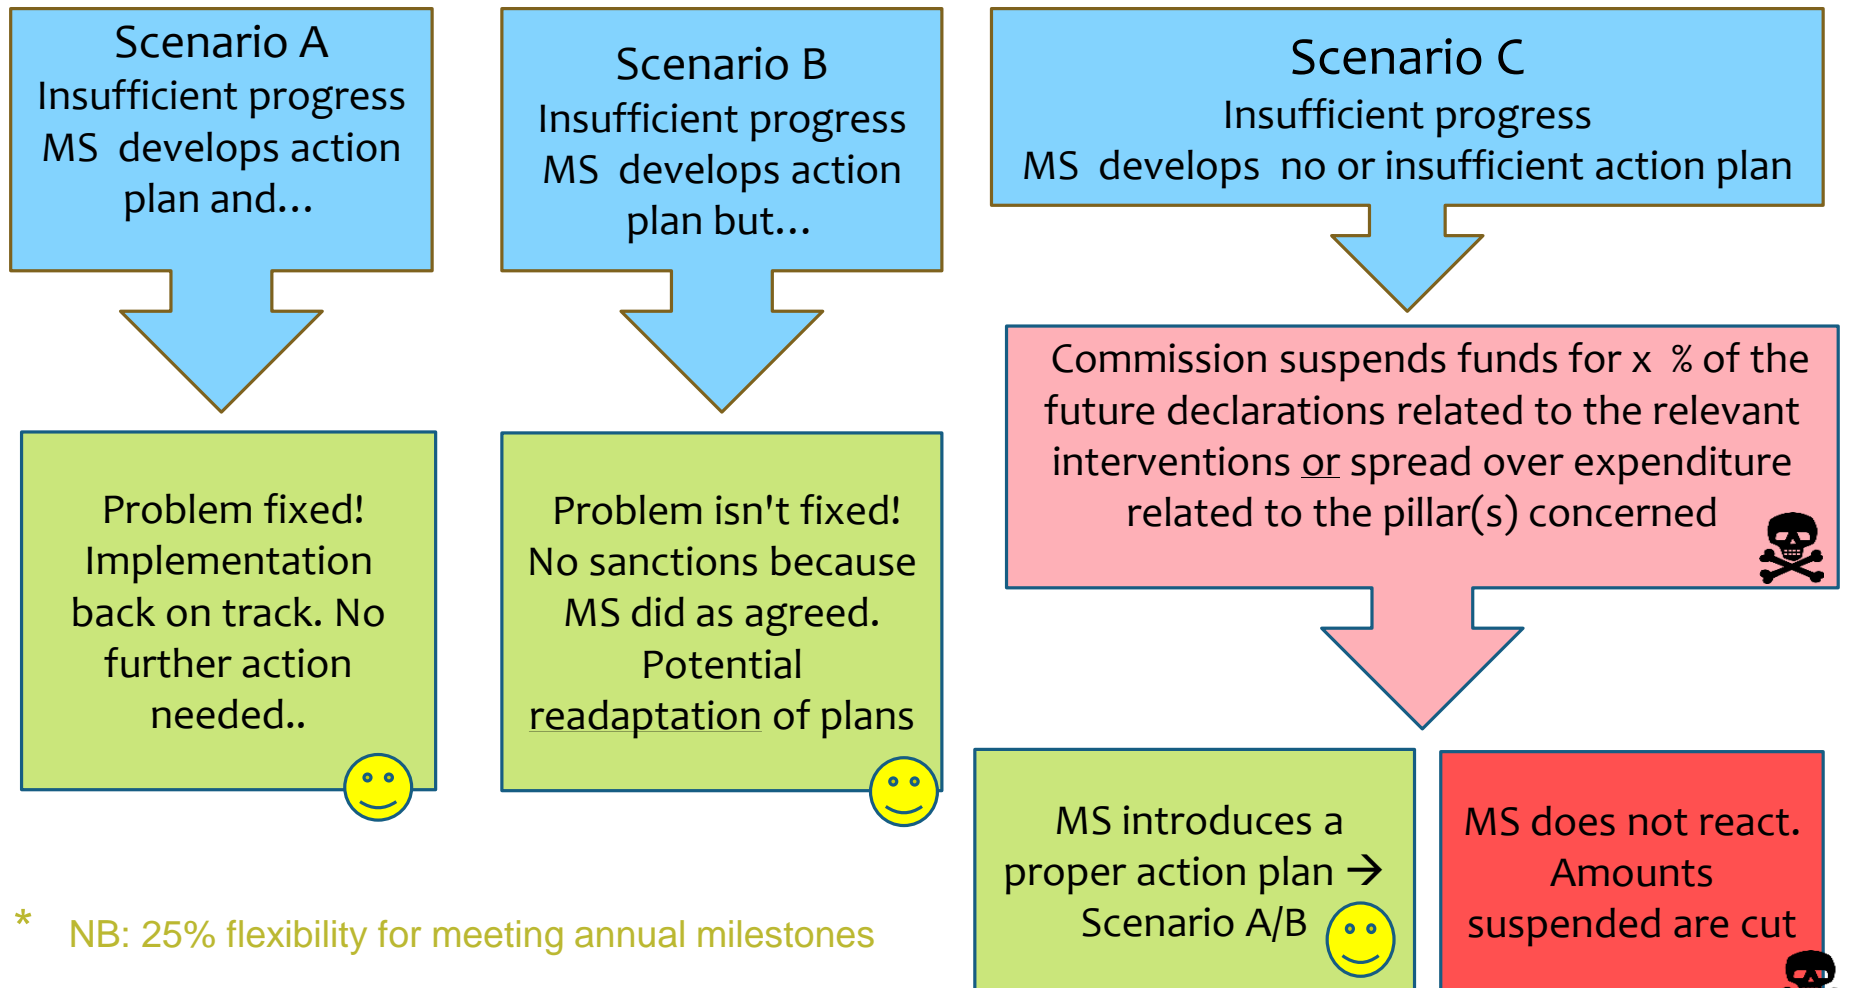 Scenario A
Insufficient progress
MS develops action
plan and...
Scenario B
Insufficient progress
MS develops action
plan but...
Scenario C
Insufficient progress
MS develops no or insufficient action plan
Problem fixed!
Implementation
back on track. No
further action
needed..
Problem isn't fixed!
No sanctions because
MS did as agreed.
Potential
readaptation of plans
Commission suspends funds for x % of the
future declarations related to the relevant
interventions or spread over expenditure
related to the pillar(s) concerned
MS introduces a
proper action plan →
Scenario A/B
MS does not react.
Amounts
suspended are cut
* NB: 25% flexibility for meeting annual milestones